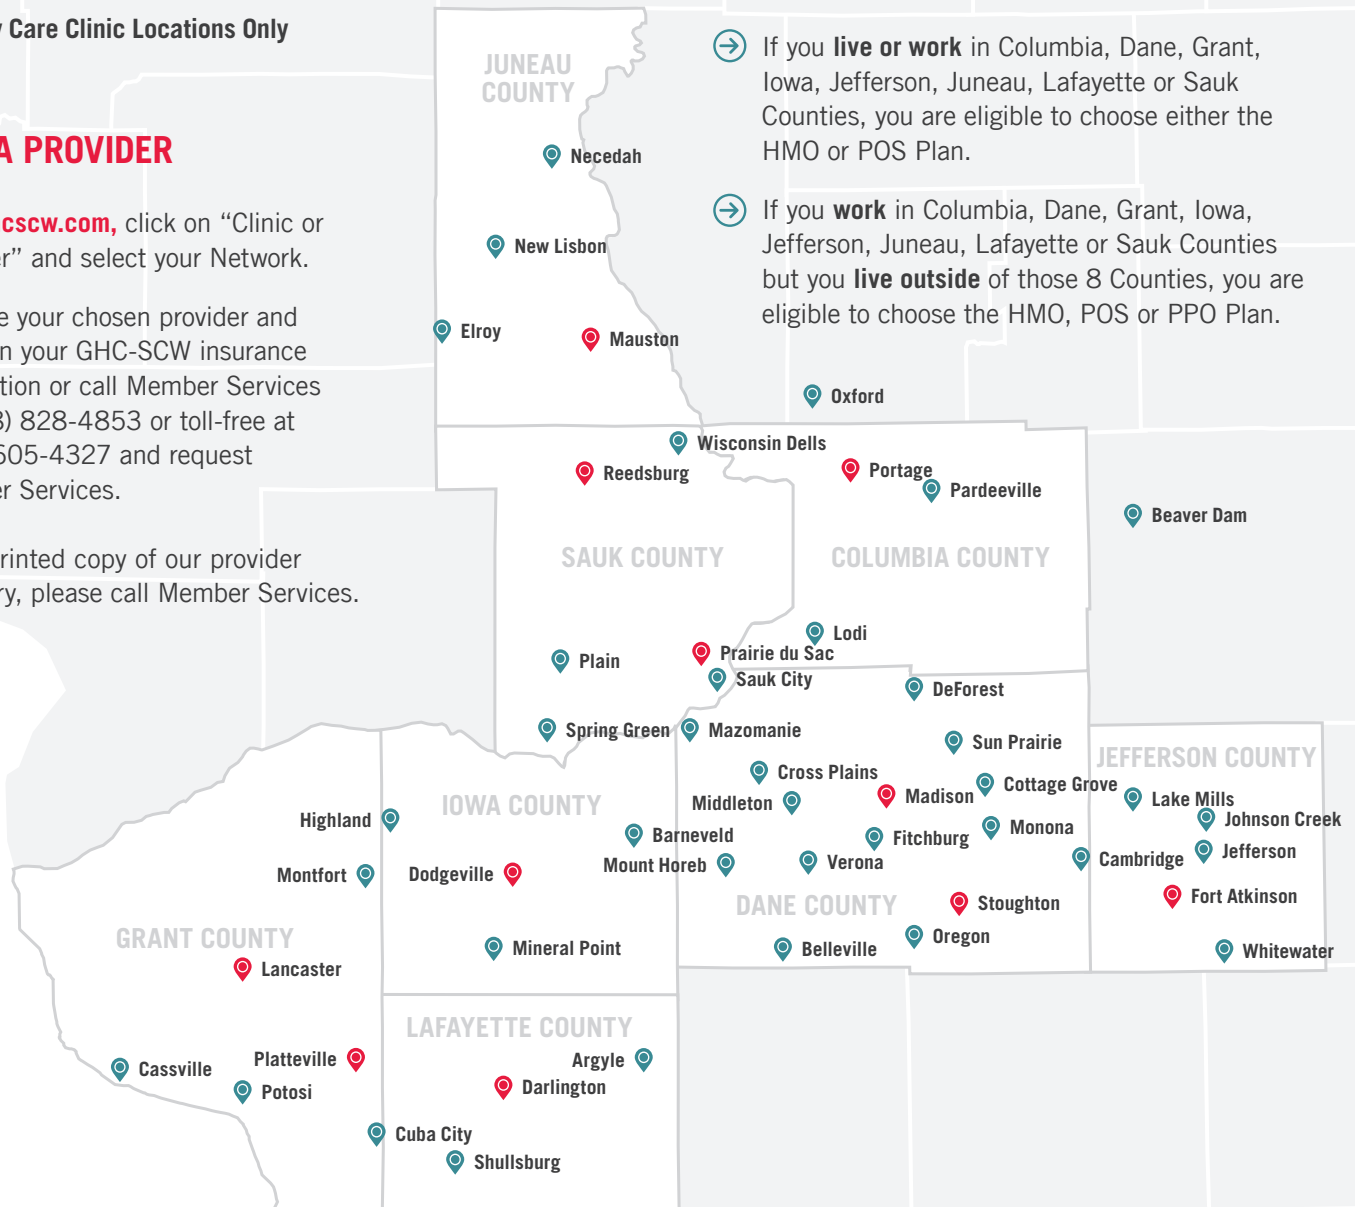 Care Clinic Locations Only
A PROVIDER
cscw.com, click on “Clinic or
” and select your Network.
your chosen provider and
your GHC-SCW insurance
or call Member Services
828-4853 or toll-free at
605-4327 and request
Services.
copy of our provider
please call Member Services.
If you live or work in Columbia, Dane, Grant,
Iowa, Jefferson, Juneau, Lafayette or Sauk
Counties, you are eligible to choose either the
HMO or POS Plan.
If you work in Columbia, Dane, Grant, Iowa,
Jefferson, Juneau, Lafayette or Sauk Counties
but you live outside of those 8 Counties, you are
eligible to choose the HMO, POS or PPO Plan.
JUNEAU
COUNTY
Necedah
New Lisbon
Elroy
Mauston
Oxford
Wisconsin Dells
Reedsburg
Portage
Pardeeville
Beaver Dam
SAUK COUNTY
COLUMBIA COUNTY
Lodi
Plain
Prairie du Sac
Sauk City
DeForest
Spring Green
Mazomanie
Sun Prairie
JEFFERSON COUNTY
Cross Plains
Cottage Grove
Middleton
Madison
Lake Mills
IOWA COUNTY
Highland
Johnson Creek
Barneveld
Monona
Fitchburg
Jefferson
Mount Horeb
Verona
Cambridge
Montfort
Dodgeville
Fort Atkinson
DANE COUNTY
Stoughton
GRANT COUNTY
Oregon
Mineral Point
Belleville
Whitewater
Lancaster
LAFAYETTE COUNTY
Platteville
Argyle
Cassville
Darlington
Potosi
Cuba City
Shullsburg